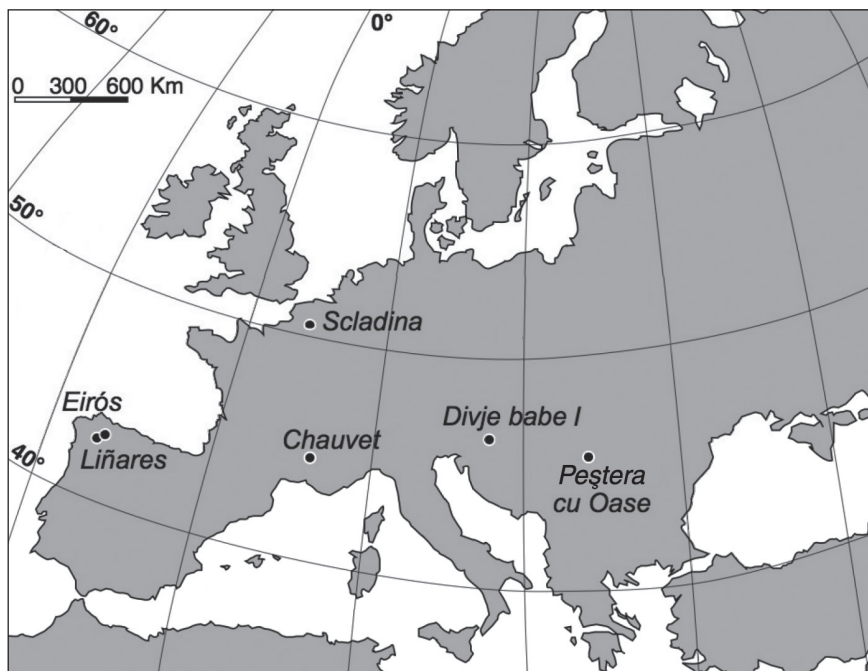 60°
0°
0 300 600 Km
50°
Scladina
Eirós
Liñares
40°
Chauvet
Divje babe I
Peştera
cu Oase